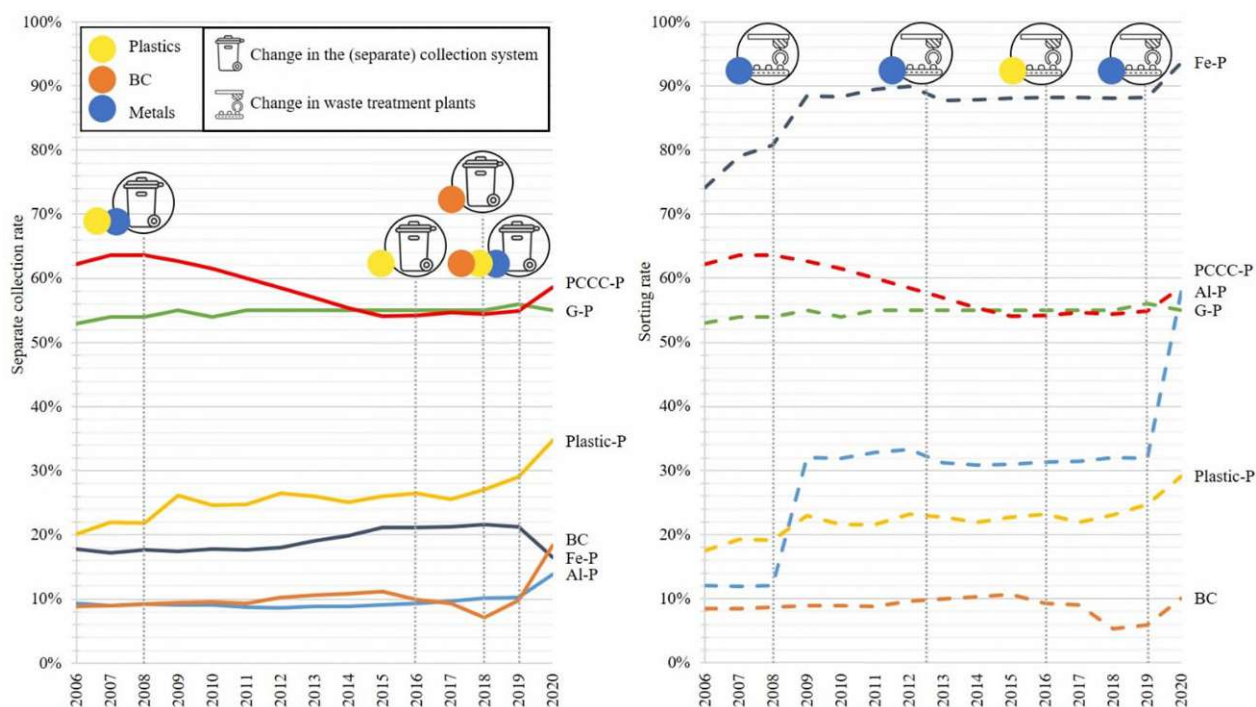 100%
90%
80%
70%
60%
50%
40%
30%
20%
10%
0%
Separate collection rate
Plastics
BC
Metals
Change in the (separate) collection system
Change in waste treatment plants
PCCC-P
G-P
Plastic-P
BC
Fe-P
Al-P
2006
2007
2008
2009
2010
2011
2012
2013
2014
2015
2016
2017
2018
2019
2020
100%
90%
80%
70%
60%
50%
40%
30%
20%
10%
0%
Sorting rate
Fe-P
PCCC-P
Al-P
G-P
Plastic-P
BC
2006
2007
2008
2009
2010
2011
2012
2013
2014
2015
2016
2017
2018
2019
2020